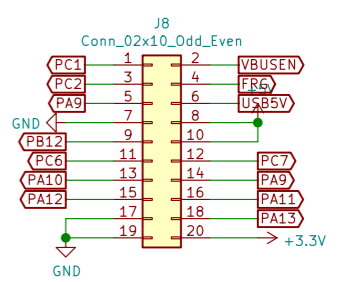 J8
Conn_02x10_Odd_Even
PC1 1 2 VBUSEN
PC2 3 4 FR6
+5V
PA9 5 6 USB5V
GND 7 8
PB12 9 10
PC6 11 12 PC7
PA10 13 14 PA9
PA12 15 16 PA11
17 18 PA13
19 20 +3.3V
GND